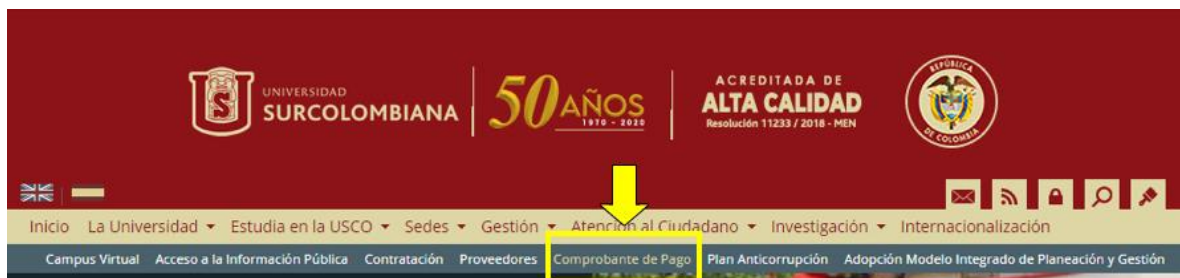 UNIVERSIDAD
SURCOLOMBIANA
50 AÑOS
1970 - 2020
ACREDITADA DE
ALTA CALIDAD
Resolución 11233 / 2018 - MEN
REPÚBLICA
DE COLOMBIA
Inicio La Universidad Estudia en la USCO Sedes Gestión Atención al Ciudadano Investigación Internacionalización
Campus Virtual Acceso a la Información Pública Contratación Proveedores Comprobante de Pago Plan Anticorrupción Adopción Modelo Integrado de Planeación y Gestión